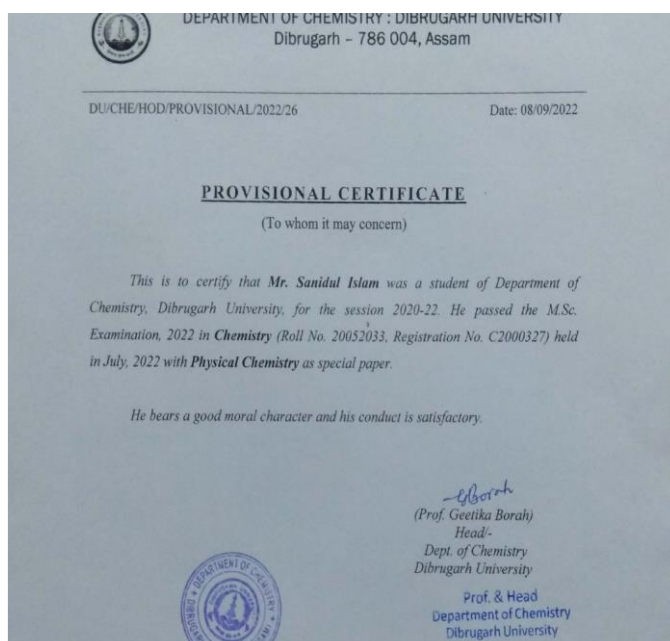 DEPARTMENT OF CHEMISTRY : DIBRUGARH UNIVERSITY
Dibrugarh – 786 004, Assam
DU/CHE/HOD/PROVISIONAL/2022/26 Date: 08/09/2022
PROVISIONAL CERTIFICATE
(To whom it may concern)
This is to certify that Mr. Sanidul Islam was a student of Department of
Chemistry, Dibrugarh University, for the session 2020-22. He passed the M.Sc.
Examination, 2022 in Chemistry (Roll No. 20052033, Registration No. C2000327) held
in July, 2022 with Physical Chemistry as special paper.
He bears a good moral character and his conduct is satisfactory.
GBorah
(Prof. Geetika Borah)
Head/-
Dept. of Chemistry
Dibrugarh University
Prof. & Head
Department of Chemistry
Dibrugarh University
DEPARTMENT OF CHEMISTRY